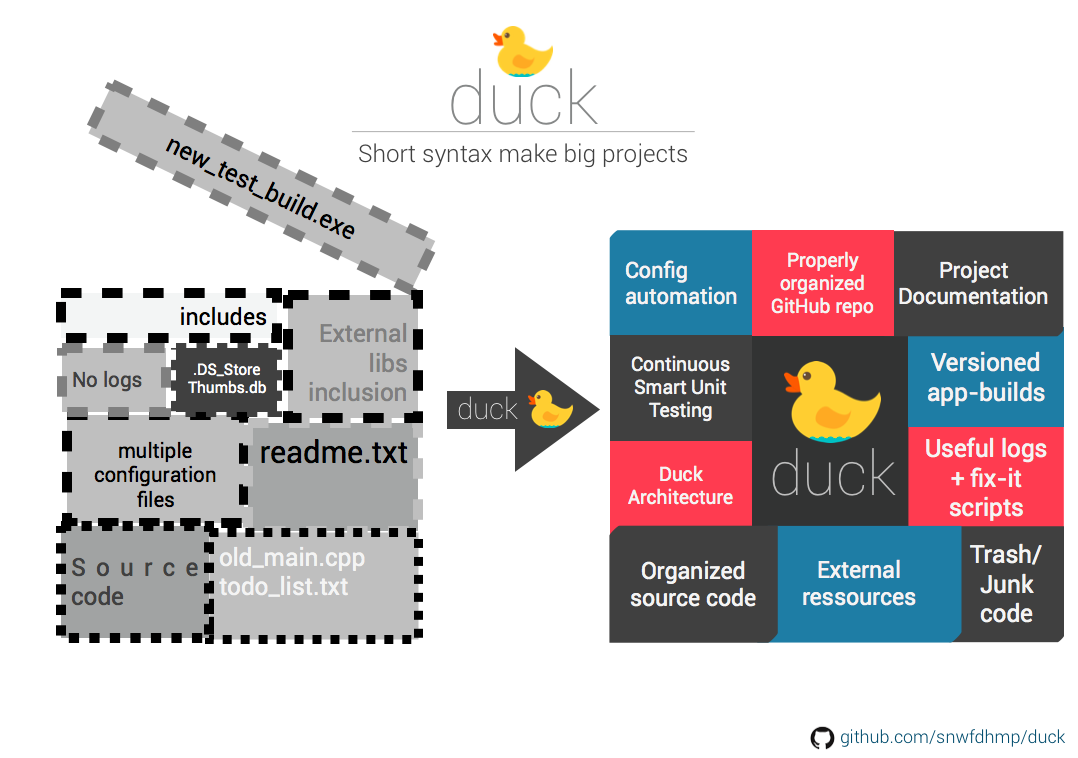 duck
Short syntax make big projects
new_test_build.exe
includes
External
libs
inclusion
No logs
.DS_Store
Thumbs.db
multiple
configuration
files
readme.txt
Source
code
old_main.cpp
todo_list.txt
duck
Config
automation
Properly
organized
GitHub repo
Project
Documentation
Continuous
Smart Unit
Testing
Versioned
app-builds
duck
Duck
Architecture
Useful logs
+ fix-it
scripts
Organized
source code
External
ressources
Trash/
Junk
code
github.com/snwfdhmp/duck